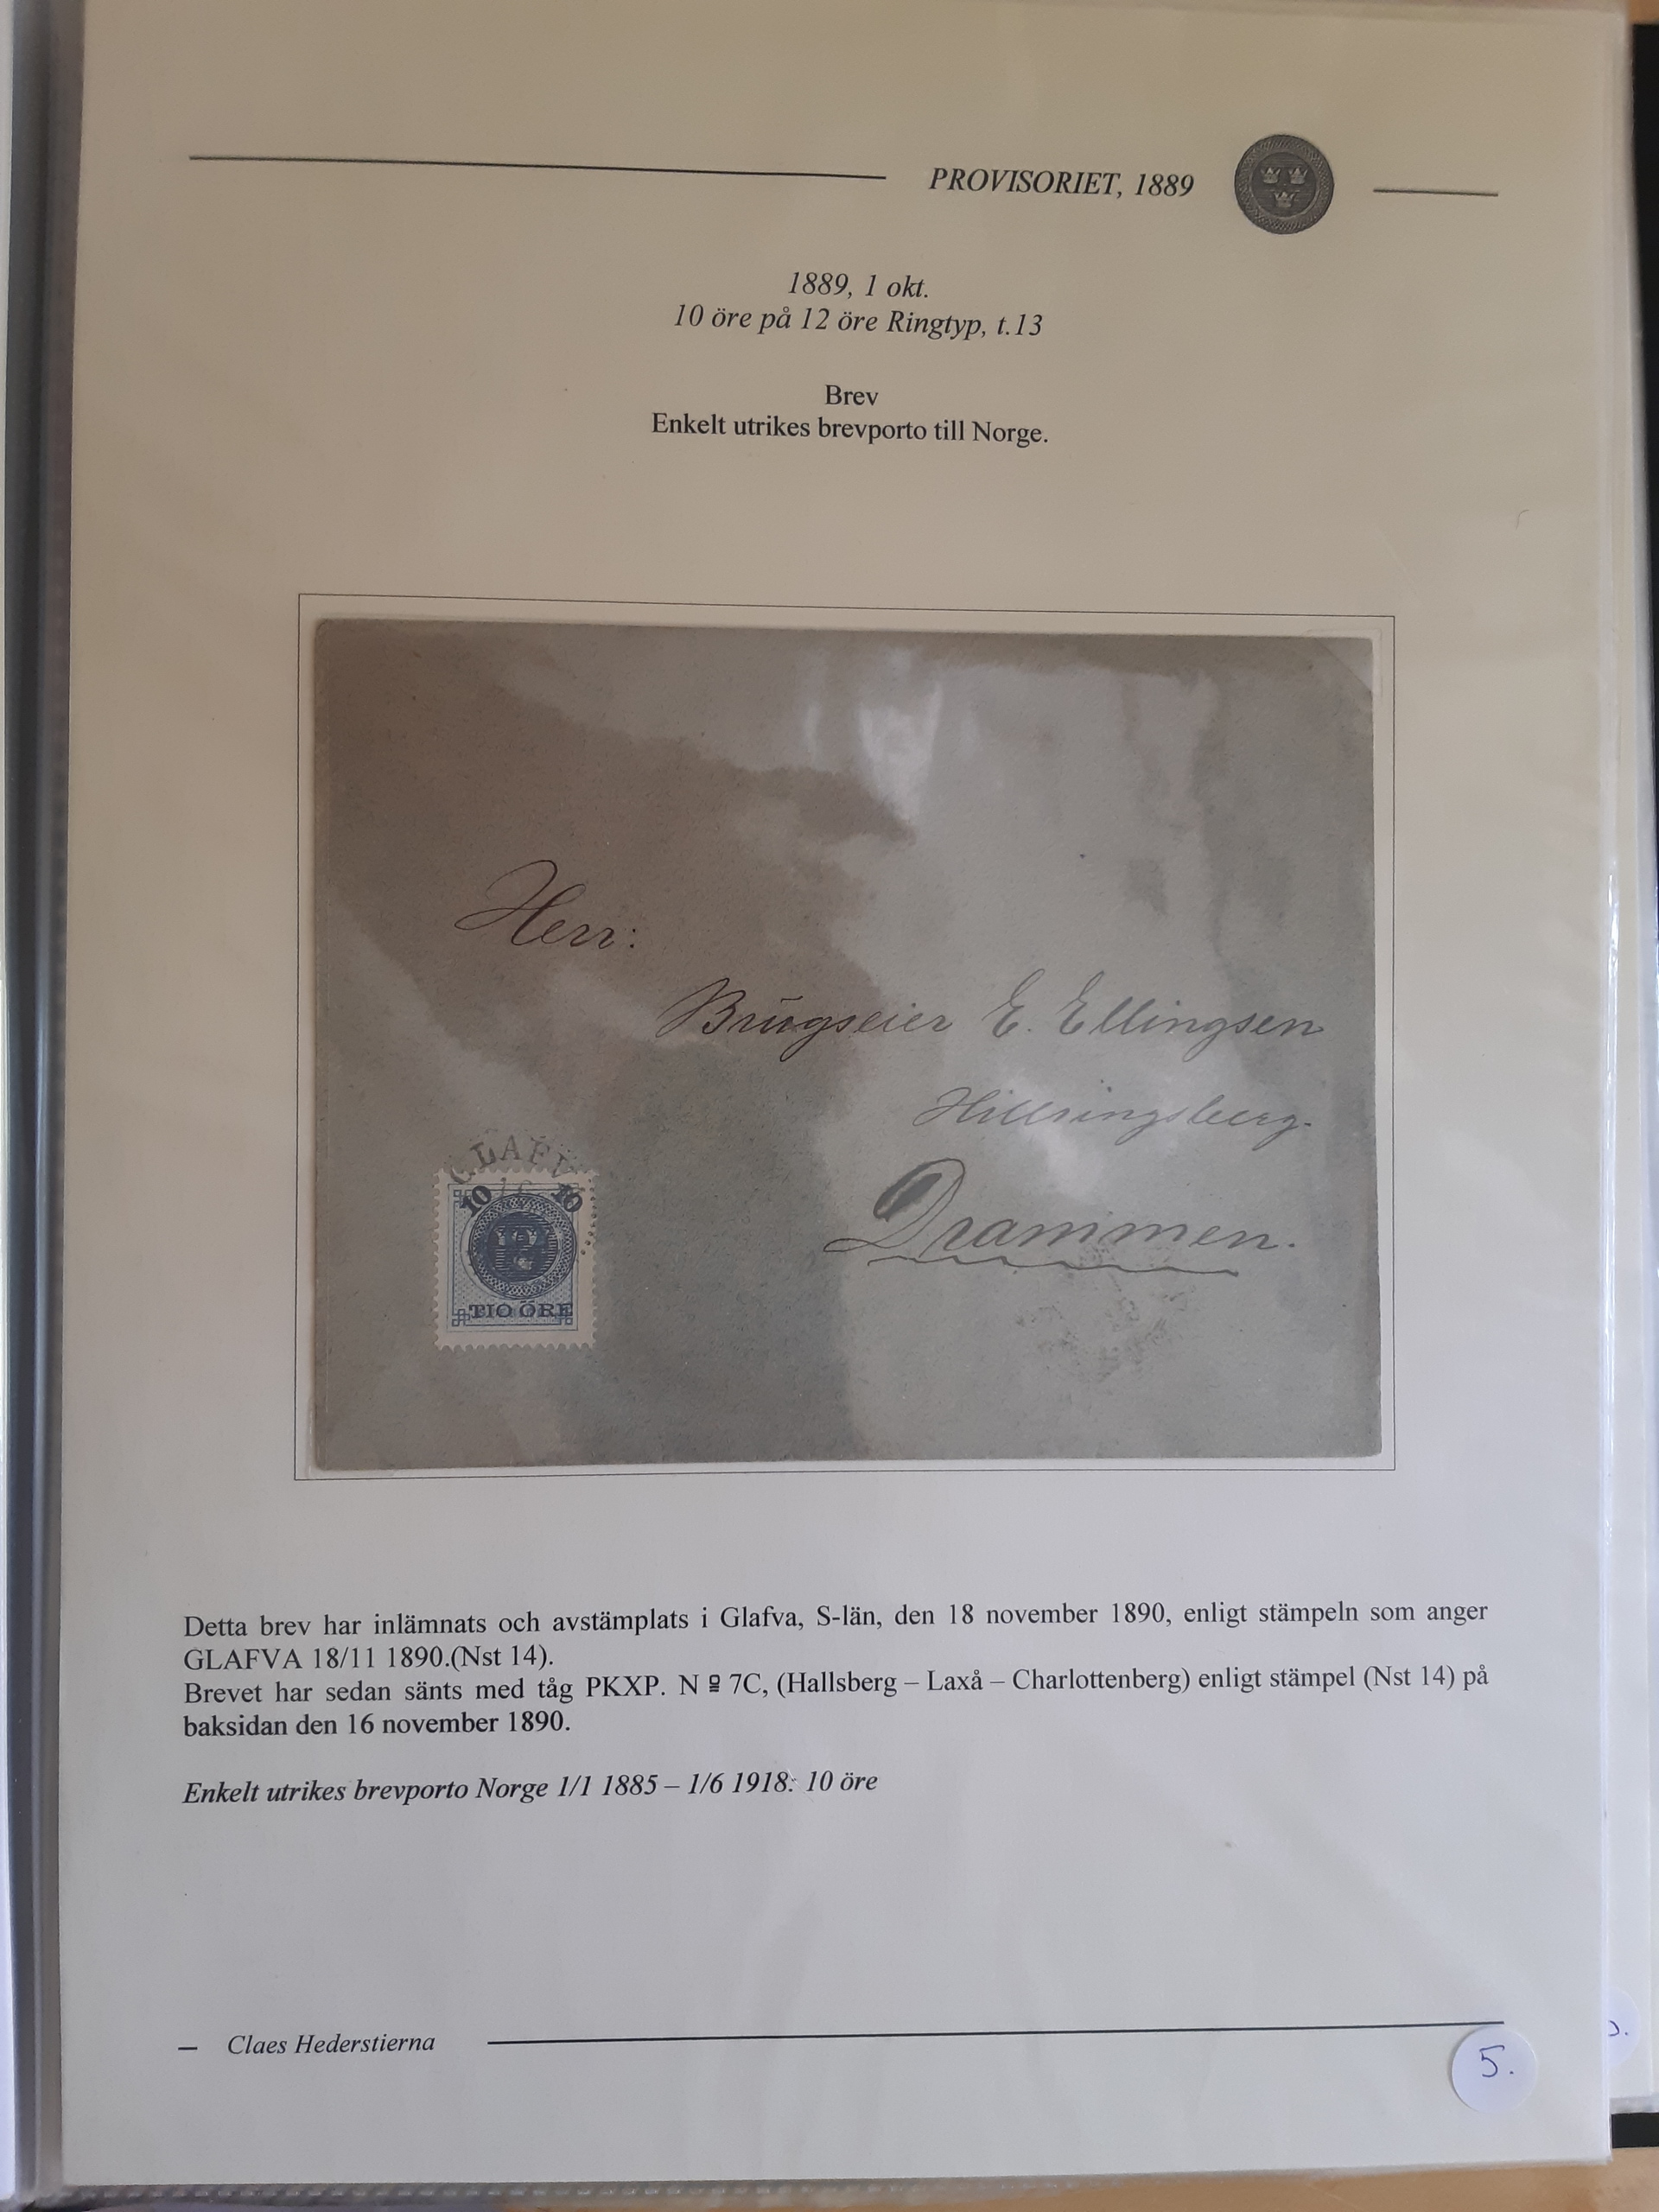 PROVISORIET, 1889
1889, 1 okt.
10 öre på 12 öre Ringtyp, t.13
Brev
Enkelt utrikes brevporto till Norge.
Herr:
Brugseier E. Ellingsen
Hillringsberg.
Drammen.
GLAFV
10 10
TIO ÖRE
Detta brev har inlämnats och avstämplats i Glafva, S-län, den 18 november 1890, enligt stämpeln som anger
GLAFVA 18/11 1890.(Nst 14).
Brevet har sedan sänts med tåg PKXP. N º 7C, (Hallsberg – Laxå – Charlottenberg) enligt stämpel (Nst 14) på
baksidan den 16 november 1890.
Enkelt utrikes brevporto Norge 1/1 1885 – 1/6 1918: 10 öre
– Claes Hederstierna
5.